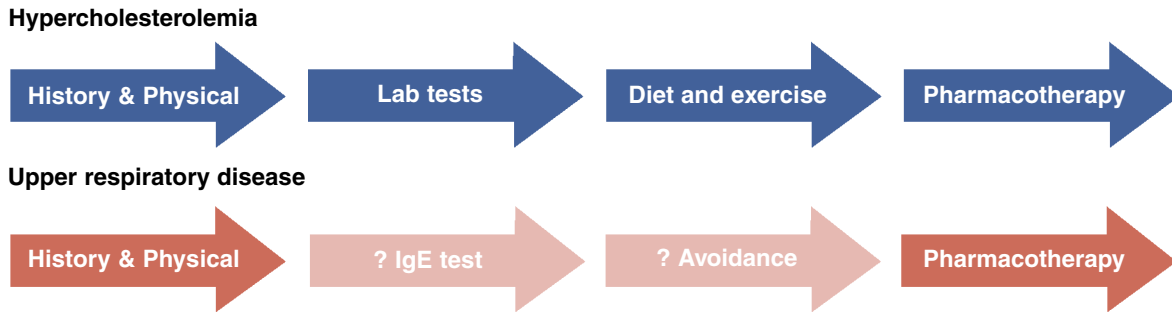 Hypercholesterolemia
History & Physical
Lab tests
Diet and exercise
Pharmacotherapy
Upper respiratory disease
History & Physical
? IgE test
? Avoidance
Pharmacotherapy